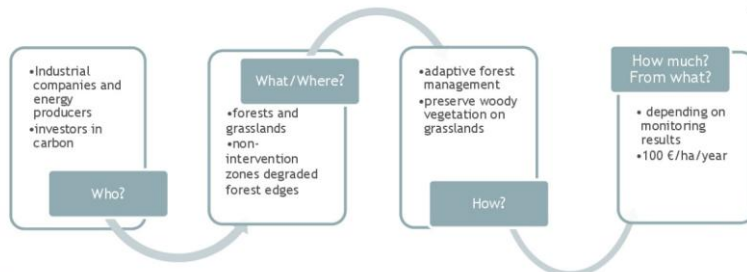 •Industrial
companies and
energy
producers
•investors in
carbon
Who?
What/Where?
•forests and
grasslands
•non-
intervention
zones degraded
forest edges
•adaptive forest
management
•preserve woody
vegetation on
grasslands
How?
How much?
From what?
• depending on
monitoring
results
•100 €/ha/year